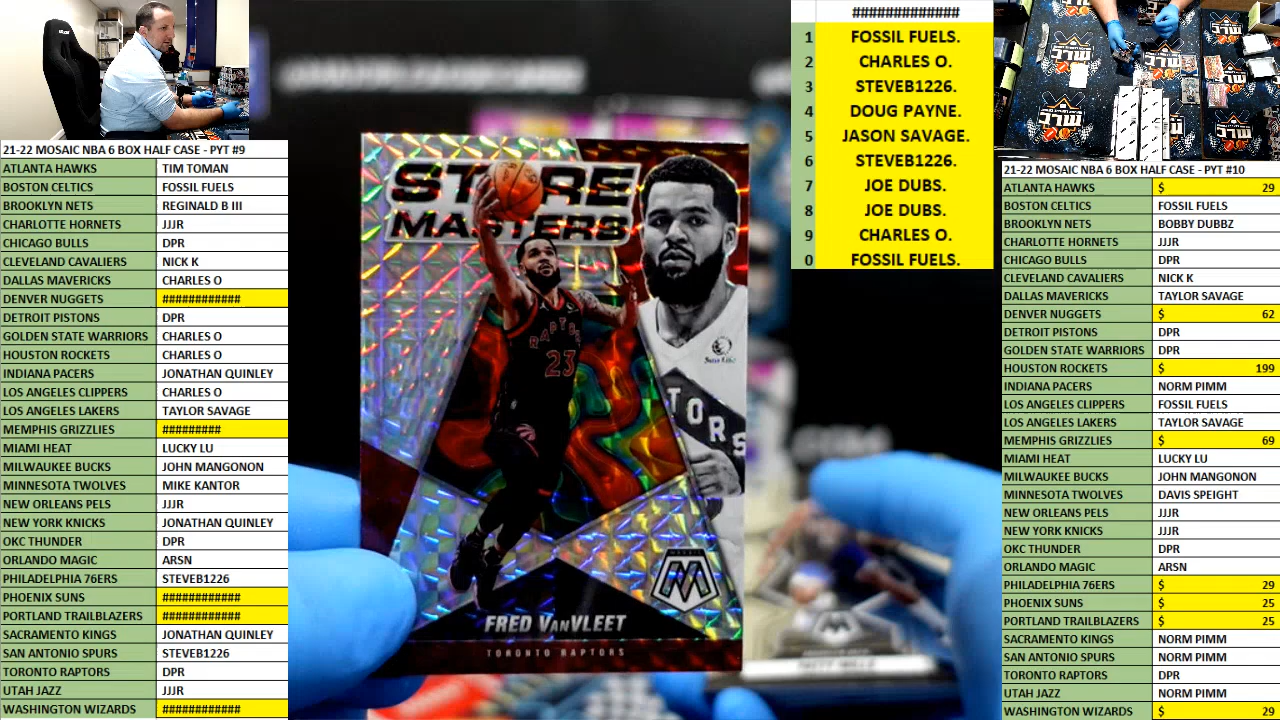 21-22 MOSAIC NBA 6 BOX HALF CASE - PYT #9
ATLANTA HAWKS TIM TOMAN
BOSTON CELTICS FOSSIL FUELS
BROOKLYN NETS REGINALD B III
CHARLOTTE HORNETS JJJR
CHICAGO BULLS DPR
CLEVELAND CAVALIERS NICK K
DALLAS MAVERICKS CHARLES O
DENVER NUGGETS ############
DETROIT PISTONS DPR
GOLDEN STATE WARRIORS CHARLES O
HOUSTON ROCKETS CHARLES O
INDIANA PACERS JONATHAN QUINLEY
LOS ANGELES CLIPPERS CHARLES O
LOS ANGELES LAKERS TAYLOR SAVAGE
MEMPHIS GRIZZLIES #########
MIAMI HEAT LUCKY LU
MILWAUKEE BUCKS JOHN MANGONON
MINNESOTA TWOLVES MIKE KANTOR
NEW ORLEANS PELS JJJR
NEW YORK KNICKS JONATHAN QUINLEY
OKC THUNDER DPR
ORLANDO MAGIC ARSN
PHILADELPHIA 76ERS STEVEB1226
PHOENIX SUNS ############
PORTLAND TRAILBLAZERS ############
SACRAMENTO KINGS JONATHAN QUINLEY
SAN ANTONIO SPURS STEVEB1226
TORONTO RAPTORS DPR
UTAH JAZZ JJJR
WASHINGTON WIZARDS ############
STARE
MASTERS
RAPTORS
23
TORS
MOSAIC
FRED VANVLEET
TORONTO RAPTORS
#############
1 FOSSIL FUELS.
2 CHARLES O.
3 STEVEB1226.
4 DOUG PAYNE.
5 JASON SAVAGE.
6 STEVEB1226.
7 JOE DUBS.
8 JOE DUBS.
9 CHARLES O.
0 FOSSIL FUELS.
MLC
MLC
MLC
MLC
21-22 MOSAIC NBA 6 BOX HALF CASE - PYT #10
ATLANTA HAWKS $ 29
BOSTON CELTICS FOSSIL FUELS
BROOKLYN NETS BOBBY DUBBZ
CHARLOTTE HORNETS JJJR
CHICAGO BULLS DPR
CLEVELAND CAVALIERS NICK K
DALLAS MAVERICKS TAYLOR SAVAGE
DENVER NUGGETS $ 62
DETROIT PISTONS DPR
GOLDEN STATE WARRIORS DPR
HOUSTON ROCKETS $ 199
INDIANA PACERS NORM PIMM
LOS ANGELES CLIPPERS FOSSIL FUELS
LOS ANGELES LAKERS TAYLOR SAVAGE
MEMPHIS GRIZZLIES $ 69
MIAMI HEAT LUCKY LU
MILWAUKEE BUCKS JOHN MANGONON
MINNESOTA TWOLVES DAVIS SPEIGHT
NEW ORLEANS PELS JJJR
NEW YORK KNICKS JJJR
OKC THUNDER DPR
ORLANDO MAGIC ARSN
PHILADELPHIA 76ERS $ 29
PHOENIX SUNS $ 25
PORTLAND TRAILBLAZERS $ 25
SACRAMENTO KINGS NORM PIMM
SAN ANTONIO SPURS NORM PIMM
TORONTO RAPTORS DPR
UTAH JAZZ NORM PIMM
WASHINGTON WIZARDS $ 29